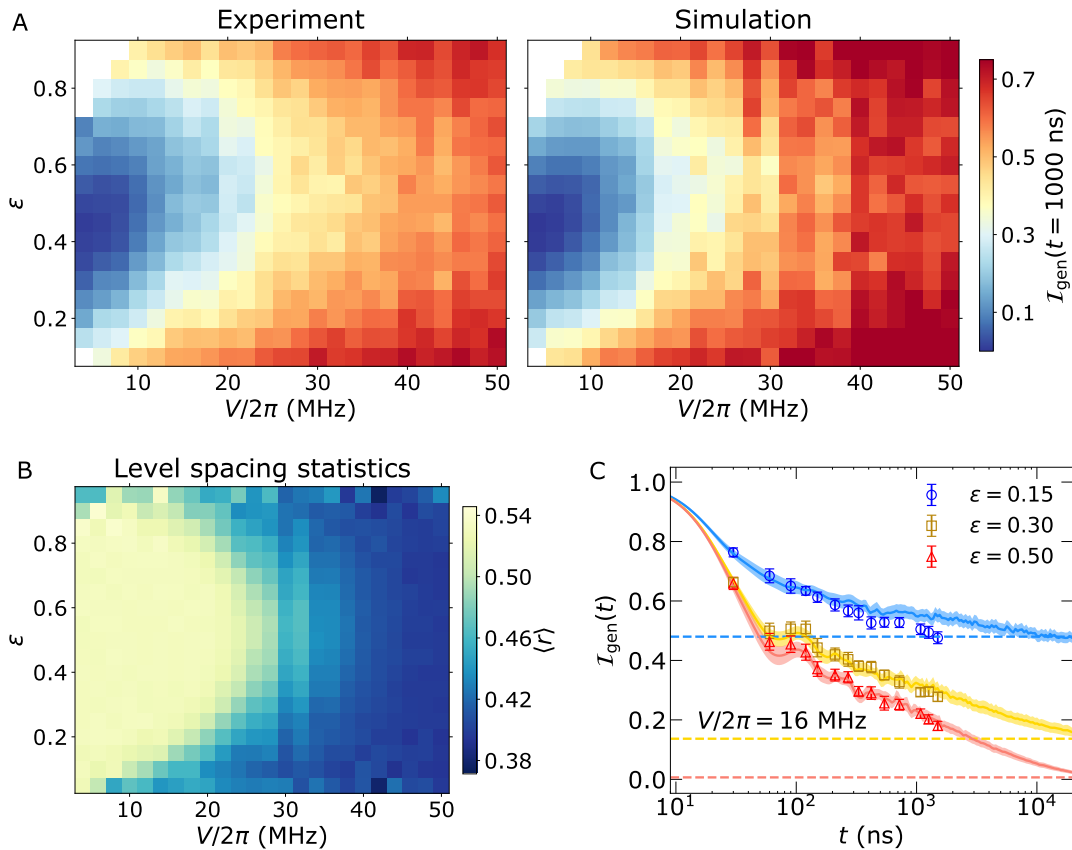 A
Experiment
Simulation
ε
0.8
0.6
0.4
0.2
10 20 30 40 50
V/2π (MHz)
10 20 30 40 50
V/2π (MHz)
0.7
0.5
0.3
0.1
𝓘gen(t = 1000 ns)
B
Level spacing statistics
ε
0.8
0.6
0.4
0.2
10 20 30 40 50
V/2π (MHz)
0.54
0.50
0.46
0.42
0.38
⟨r⟩
C
𝓘gen(t)
1.0
0.8
0.6
0.4
0.2
0.0
ε = 0.15
ε = 0.30
ε = 0.50
V/2π = 16 MHz
10¹ 10² 10³ 10⁴
t (ns)